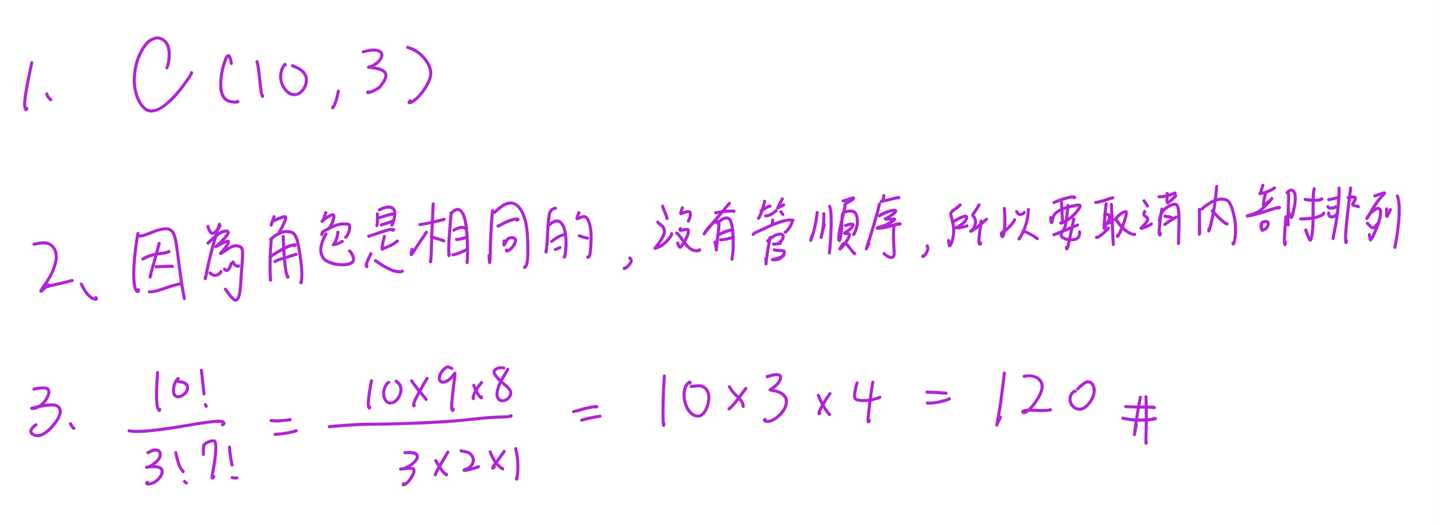 1、 C(10,3)
2、因為角色是相同的,沒有管順序,所以要取消內部排列
3、 10!/3!7! = 10×9×8/3×2×1 = 10×3×4 = 120 #